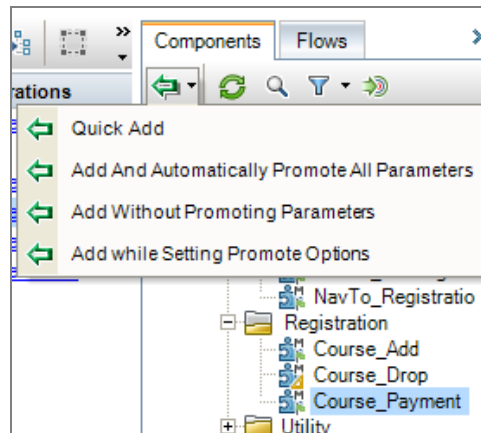 Components Flows
rations
Quick Add
Add And Automatically Promote All Parameters
Add Without Promoting Parameters
Add while Setting Promote Options
NavTo_Registratio
Registration
Course_Add
Course_Drop
Course_Payment
Utility